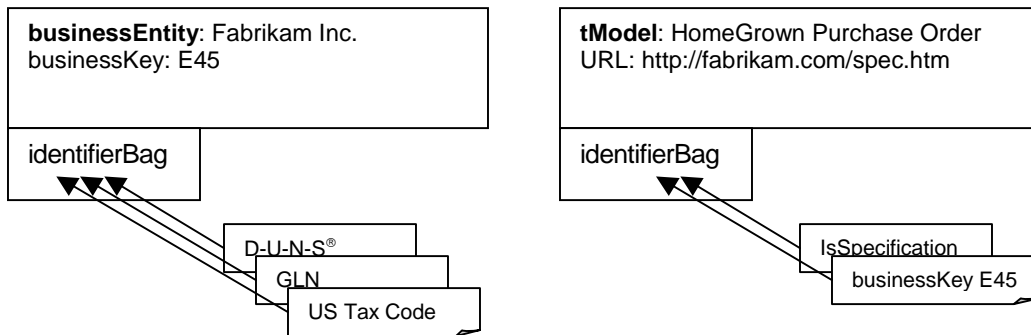 businessEntity: Fabrikam Inc.
businessKey: E45
identifierBag
D-U-N-S®
GLN
US Tax Code
tModel: HomeGrown Purchase Order
URL: http://fabrikam.com/spec.htm
identifierBag
IsSpecification
businessKey E45